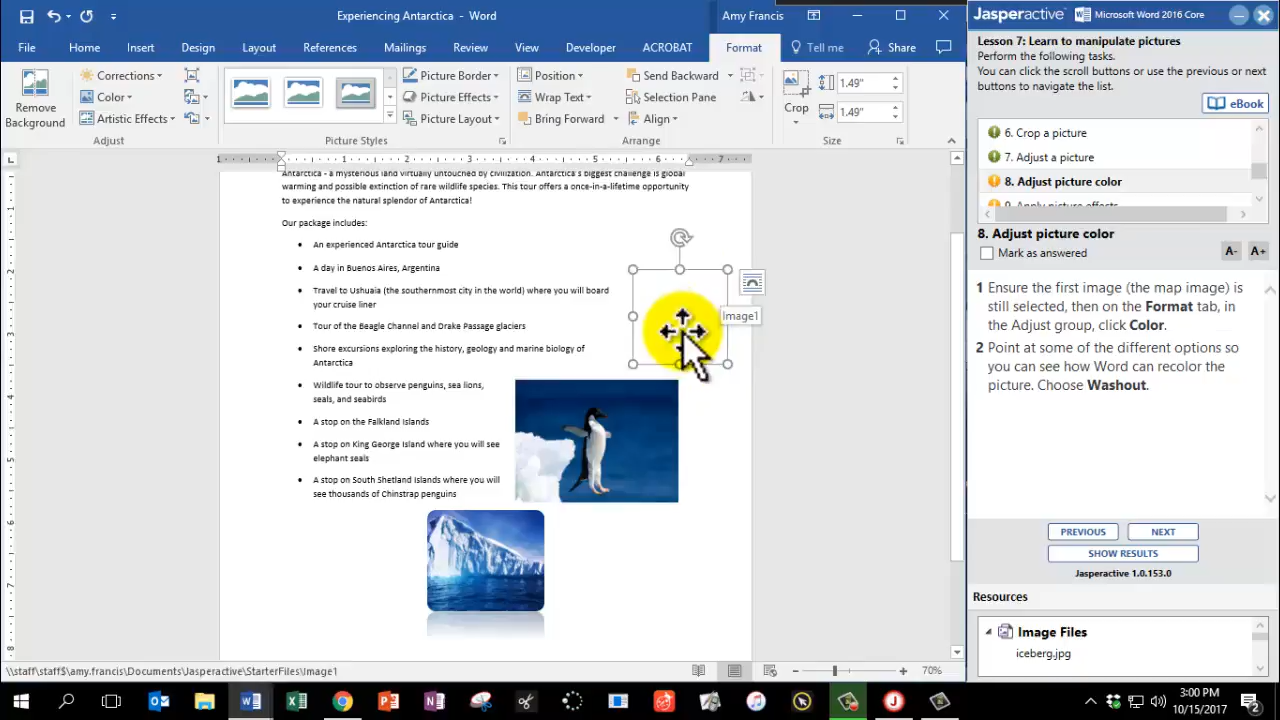 Experiencing Antarctica - Word
Amy Francis
File Home Insert Design Layout References Mailings Review View Developer ACROBAT Format Tell me Share
Remove Background
Corrections
Color
Artistic Effects
Adjust
Picture Styles
Picture Border
Picture Effects
Picture Layout
Position
Wrap Text
Bring Forward
Send Backward
Selection Pane
Align
Arrange
Crop
1.49"
1.49"
Size
1 1 2 3 4 5 6 7
Antarctica - a mysterious land virtually untouched by civilization. Antarctica's biggest challenge is global
warming and possible extinction of rare wildlife species. This tour offers a once-in-a-lifetime opportunity
to experience the natural splendor of Antarctica!
Our package includes:
• An experienced Antarctica tour guide
• A day in Buenos Aires, Argentina
• Travel to Ushuaia (the southernmost city in the world) where you will board
your cruise liner
• Tour of the Beagle Channel and Drake Passage glaciers
• Shore excursions exploring the history, geology and marine biology of
Antarctica
• Wildlife tour to observe penguins, sea lions,
seals, and seabirds
• A stop on the Falkland Islands
• A stop on King George Island where you will see
elephant seals
• A stop on South Shetland Islands where you will
see thousands of Chinstrap penguins
Image1
\\staff\staff$\amy.francis\Documents\Jasperactive\StarterFiles\Image1
70%
Jasperactive Microsoft Word 2016 Core
Lesson 7: Learn to manipulate pictures
Perform the following tasks.
You can click the scroll buttons or use the previous or next
buttons to navigate the list.
eBook
6. Crop a picture
7. Adjust a picture
8. Adjust picture color
9. Apply picture effects
8. Adjust picture color
Mark as answered
A- A+
1 Ensure the first image (the map image) is
still selected, then on the Format tab, in
the Adjust group, click Color.
2 Point at some of the different options so
you can see how Word can recolor the
picture. Choose Washout.
PREVIOUS NEXT
SHOW RESULTS
Jasperactive 1.0.153.0
Resources
Image Files
iceberg.jpg
3:00 PM
10/15/2017
2